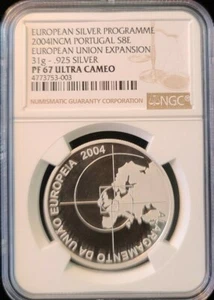 EUROPEAN SILVER PROGRAMME
2004INCM PORTUGAL S8E
EUROPEAN UNION EXPANSION
31g - .925 SILVER
PF 67 ULTRA CAMEO
4773753-003
NUMISMATIC GUARANTY CORPORATION
NGC
2004
ALARGAMENTO DA UNIÃO EUROPEIA